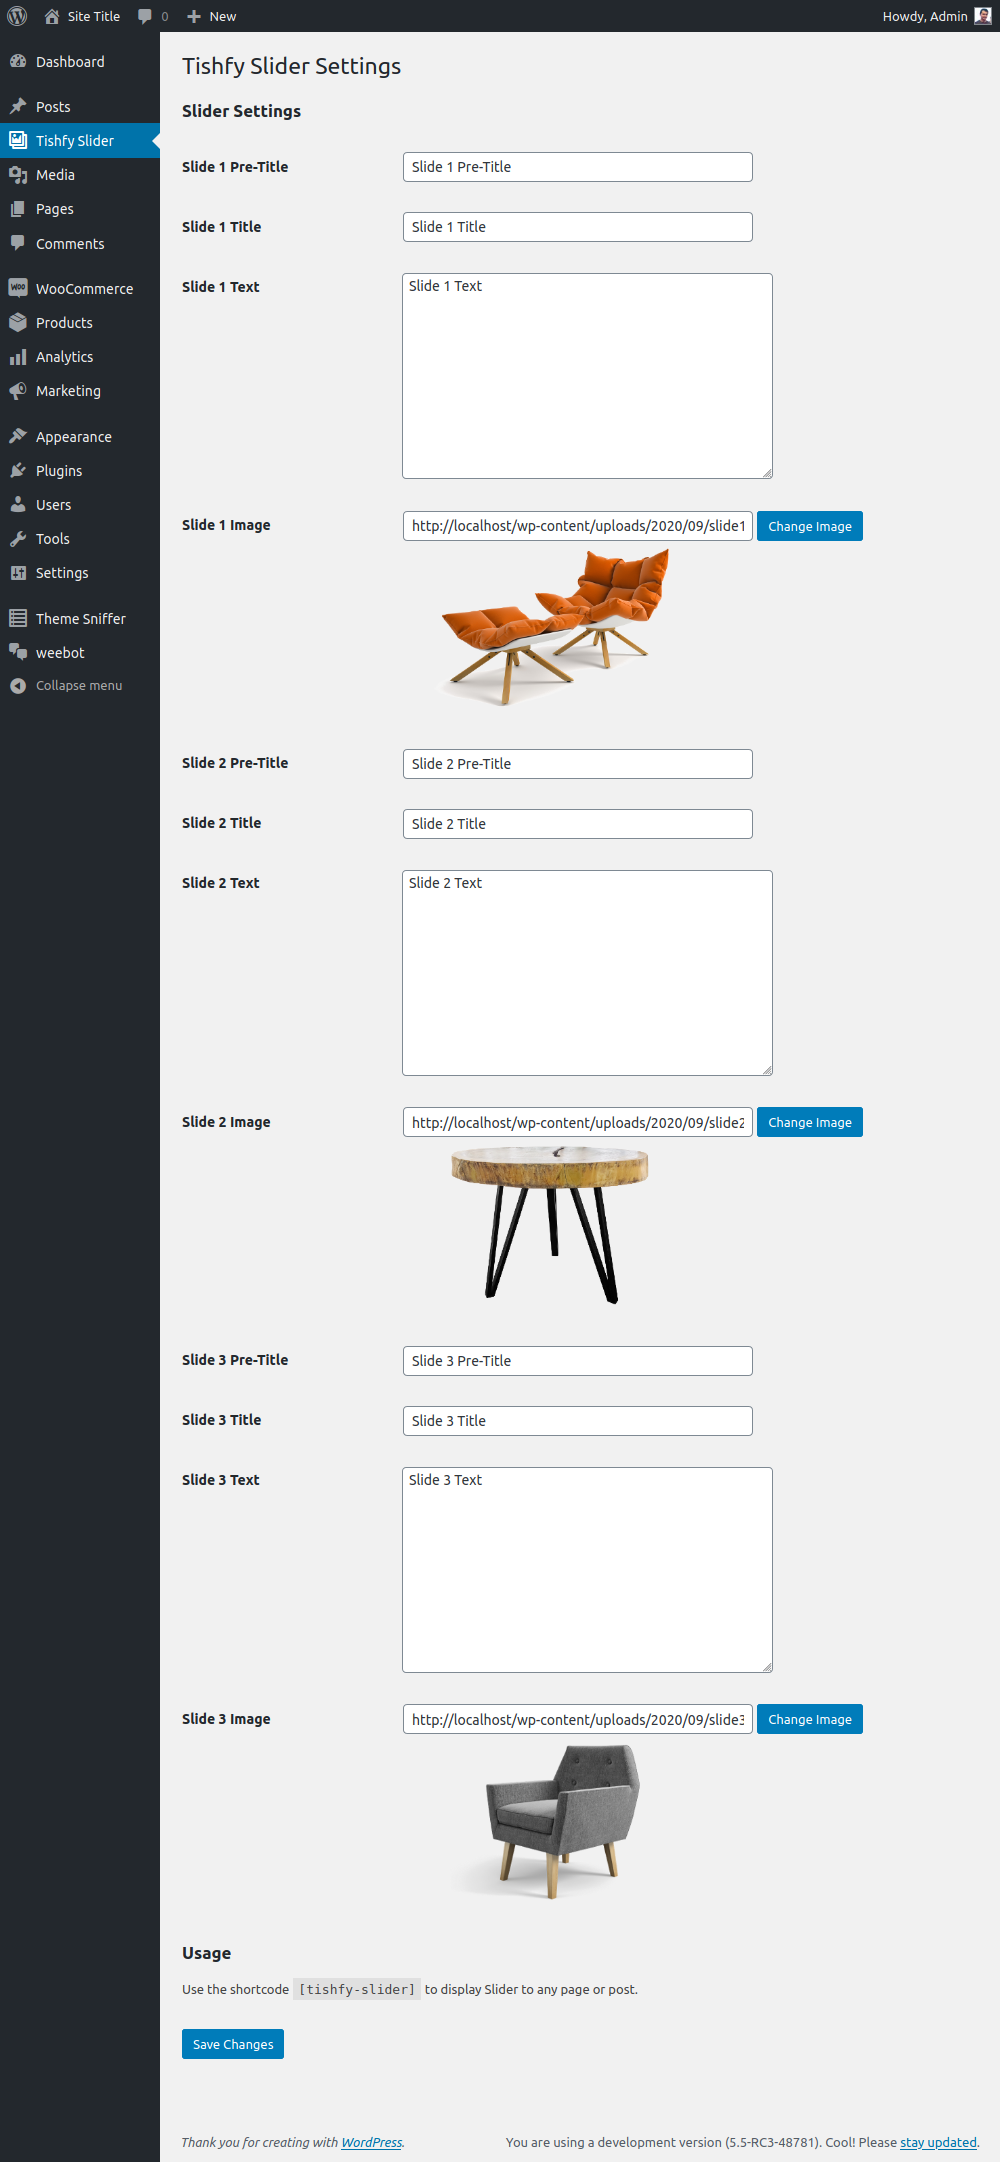 Site Title 0 New Howdy, Admin
Dashboard
Posts
Tishfy Slider
Media
Pages
Comments
WooCommerce
Products
Analytics
Marketing
Appearance
Plugins
Users
Tools
Settings
Theme Sniffer
weebot
Collapse menu
Tishfy Slider Settings
Slider Settings
Slide 1 Pre-Title Slide 1 Pre-Title
Slide 1 Title Slide 1 Title
Slide 1 Text Slide 1 Text
Slide 1 Image http://localhost/wp-content/uploads/2020/09/slide1 Change Image
Slide 2 Pre-Title Slide 2 Pre-Title
Slide 2 Title Slide 2 Title
Slide 2 Text Slide 2 Text
Slide 2 Image http://localhost/wp-content/uploads/2020/09/slide2 Change Image
Slide 3 Pre-Title Slide 3 Pre-Title
Slide 3 Title Slide 3 Title
Slide 3 Text Slide 3 Text
Slide 3 Image http://localhost/wp-content/uploads/2020/09/slide3 Change Image
Usage
Use the shortcode [tishfy-slider] to display Slider to any page or post.
Save Changes
Thank you for creating with WordPress. You are using a development version (5.5-RC3-48781). Cool! Please stay updated.